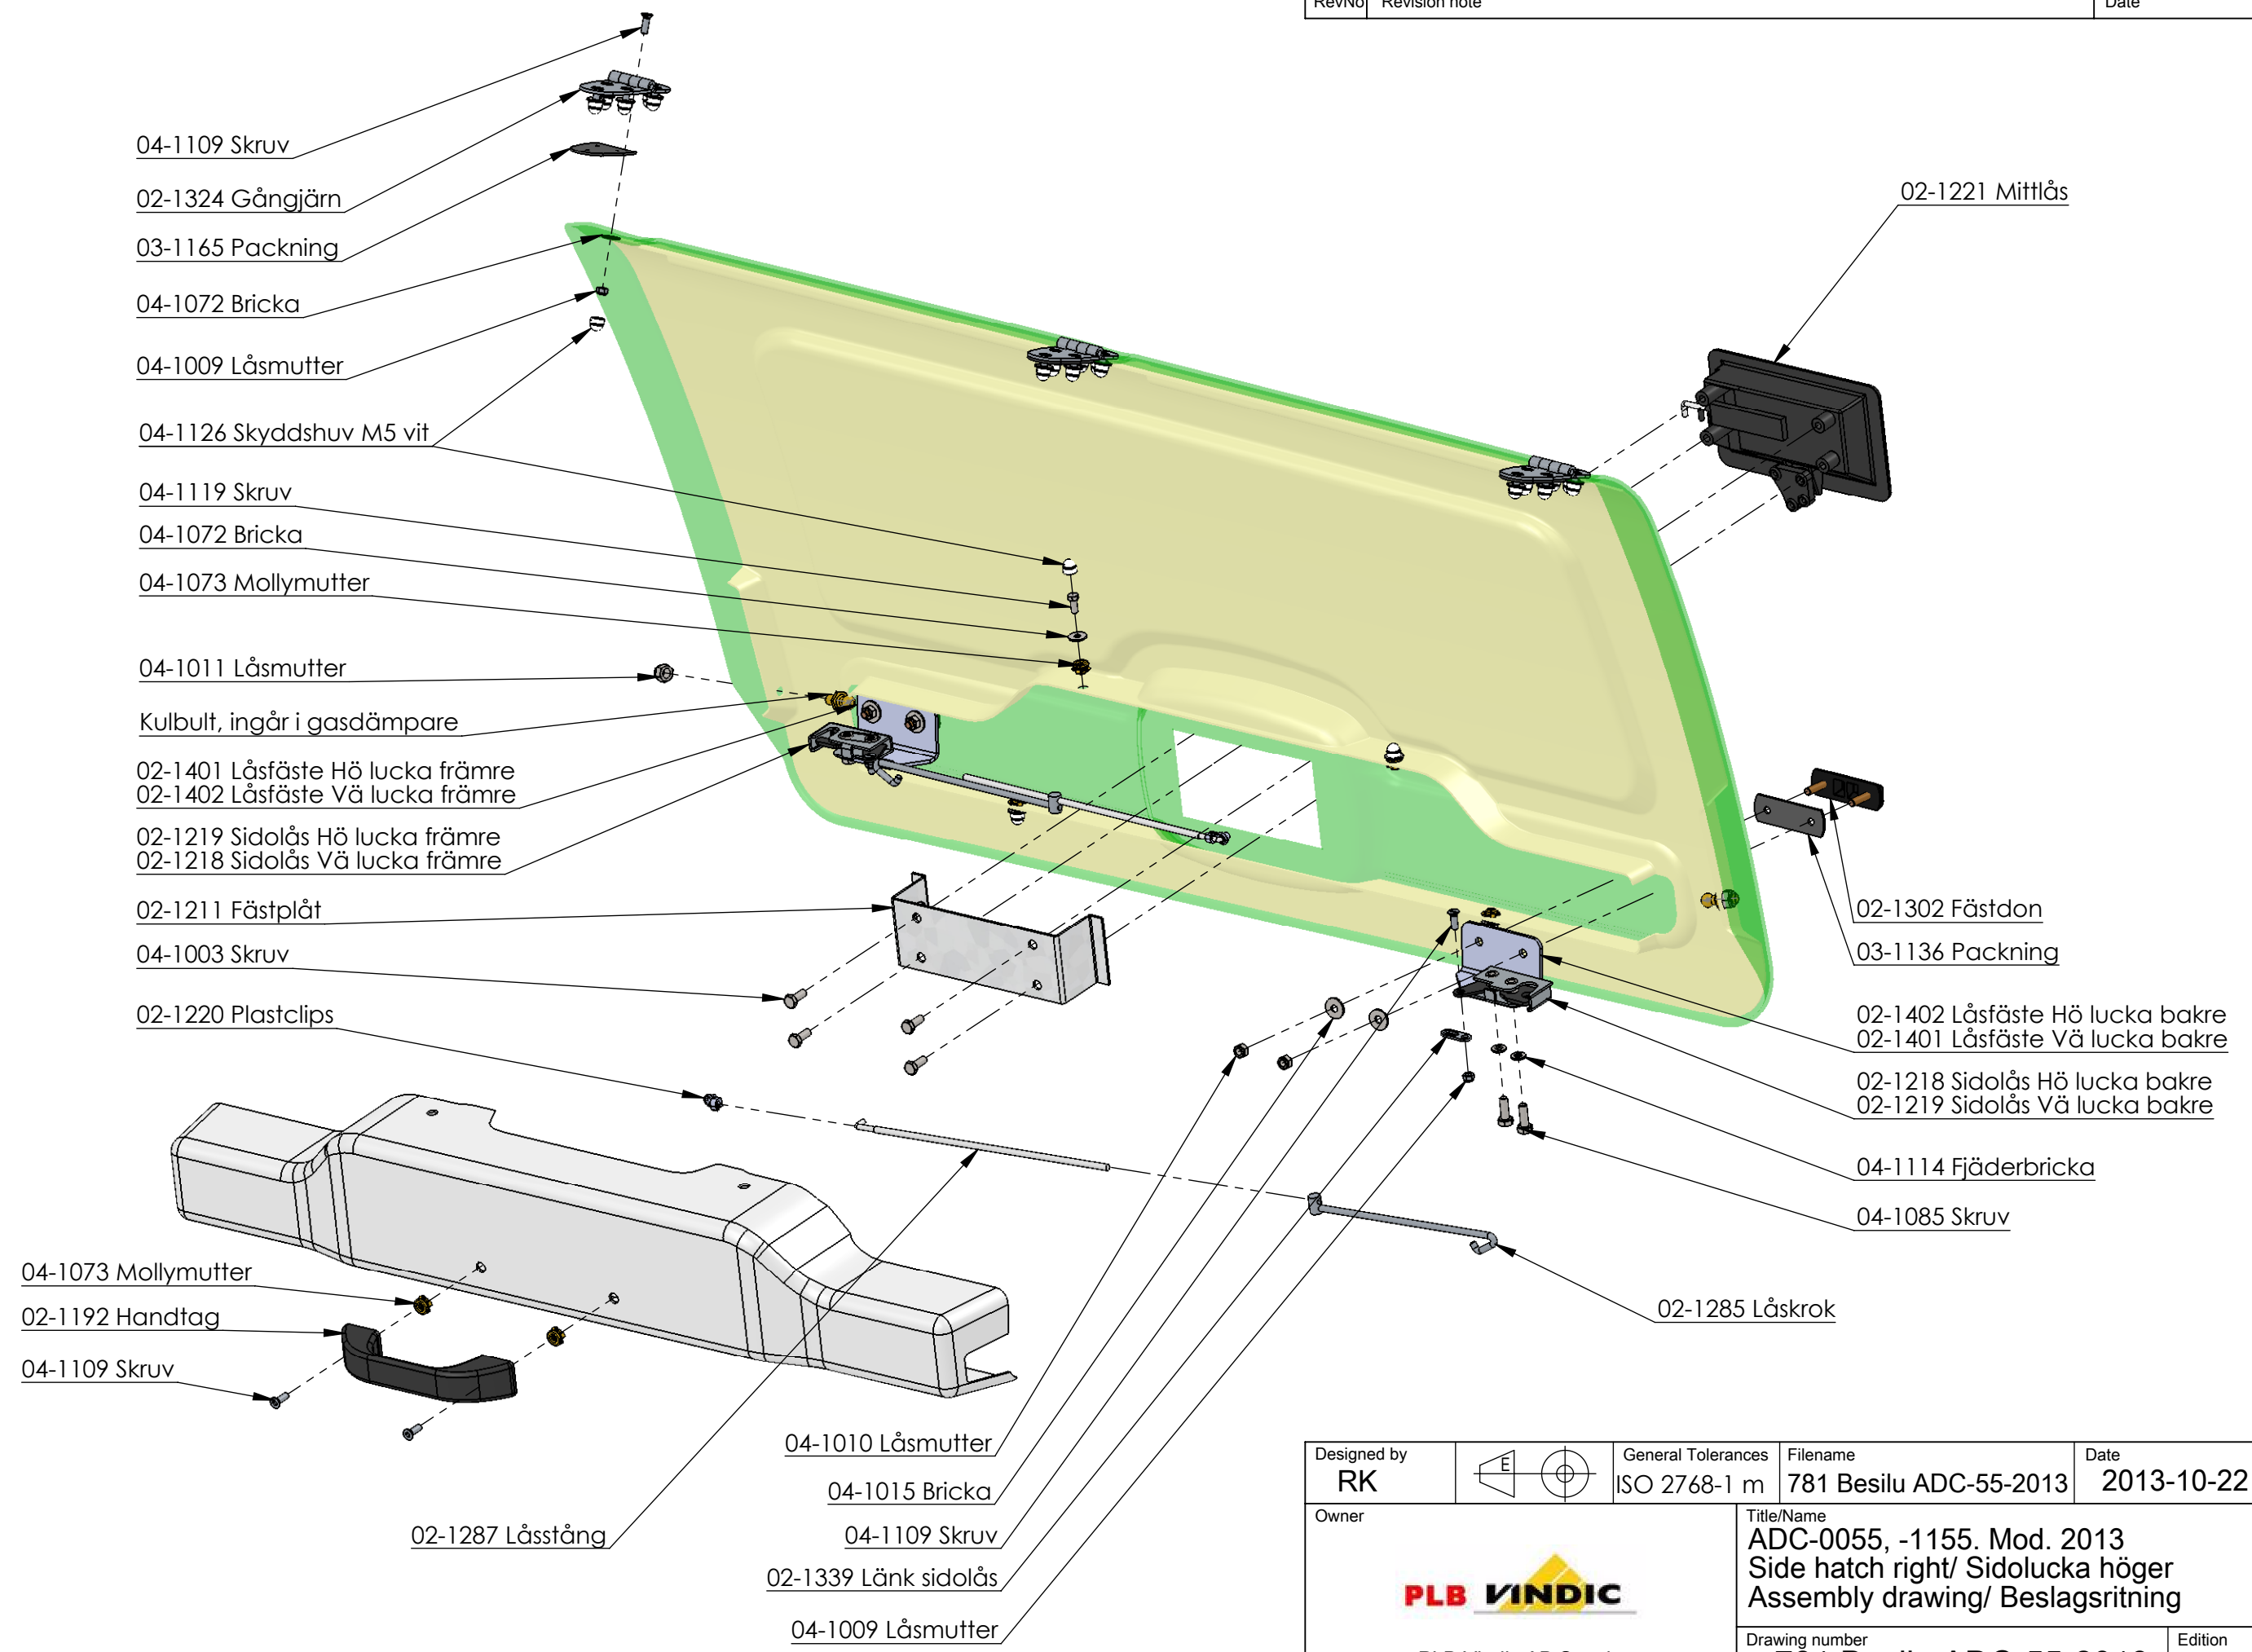 RevNo Revision note Date
04-1109 Skruv
02-1324 Gångjärn
03-1165 Packning
04-1072 Bricka
04-1009 Låsmutter
04-1126 Skyddshuv M5 vit
04-1119 Skruv
04-1072 Bricka
04-1073 Mollymutter
04-1011 Låsmutter
Kulbult, ingår i gasdämpare
02-1401 Låsfäste Hö lucka främre
02-1402 Låsfäste Vä lucka främre
02-1219 Sidolås Hö lucka främre
02-1218 Sidolås Vä lucka främre
02-1211 Fästplåt
04-1003 Skruv
02-1220 Plastclips
04-1073 Mollymutter
02-1192 Handtag
04-1109 Skruv
02-1287 Låsstång
04-1010 Låsmutter
04-1015 Bricka
04-1109 Skruv
02-1339 Länk sidolås
04-1009 Låsmutter
02-1221 Mittlås
02-1302 Fästdon
03-1136 Packning
02-1402 Låsfäste Hö lucka bakre
02-1401 Låsfäste Vä lucka bakre
02-1218 Sidolås Hö lucka bakre
02-1219 Sidolås Vä lucka bakre
04-1114 Fjäderbricka
04-1085 Skruv
02-1285 Låskrok
Designed by
RK
E
General Tolerances
ISO 2768-1 m
Filename
781 Besilu ADC-55-2013
Date
2013-10-22
Owner
PLB VINDIC
Title/Name
ADC-0055, -1155. Mod. 2013
Side hatch right/ Sidolucka höger
Assembly drawing/ Beslagsritning
Drawing number
Edition